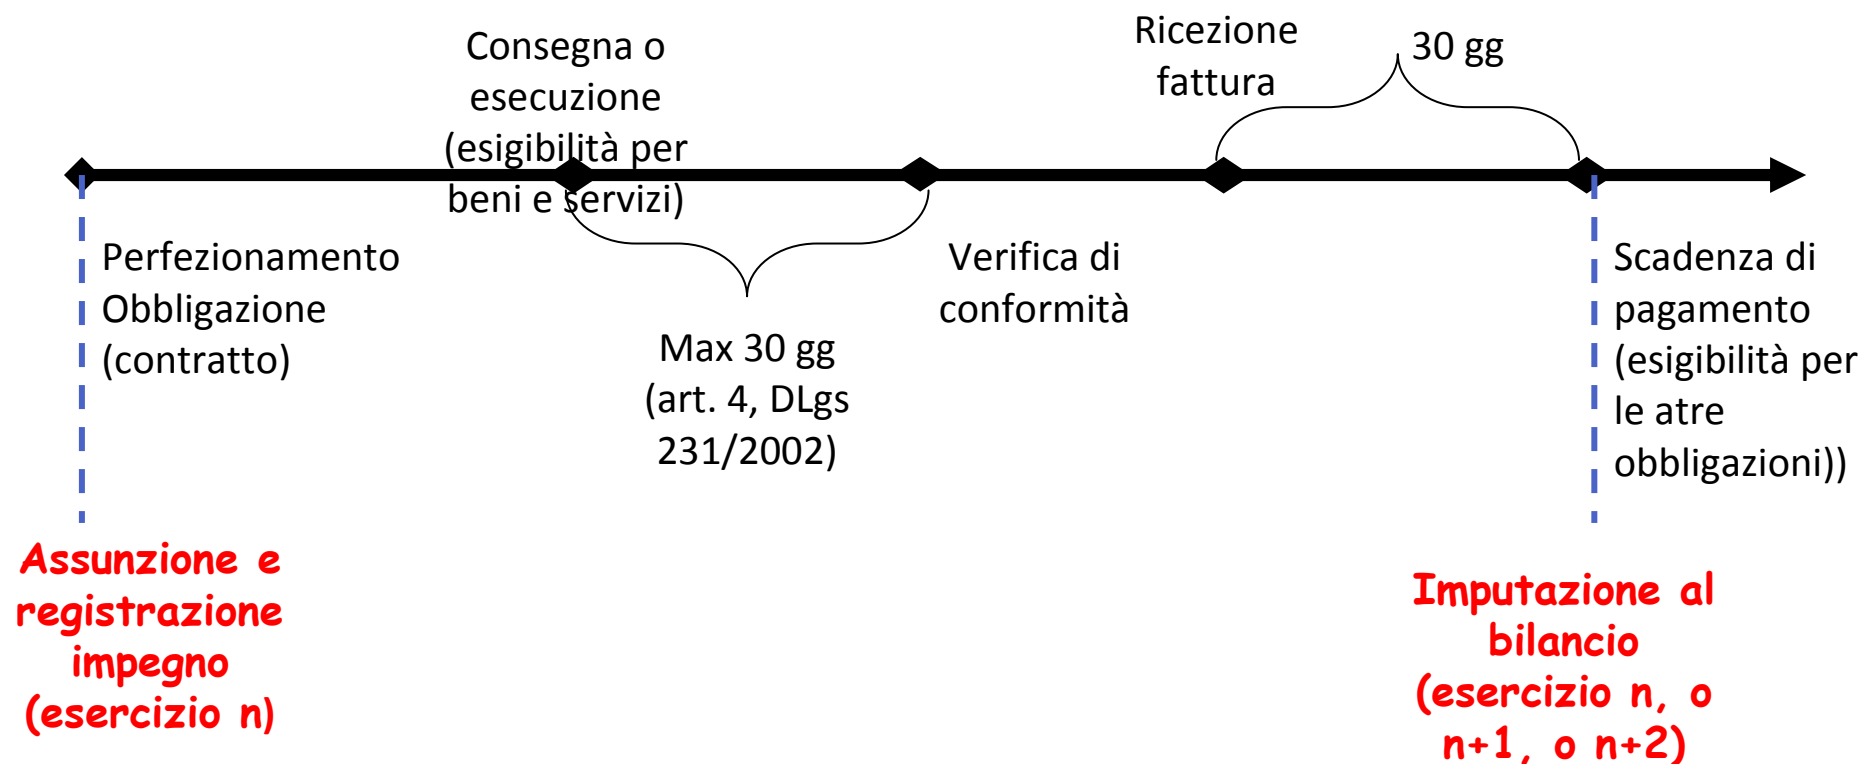 Consegna o
esecuzione
(esigibilità per
beni e servizi)
Ricezione
fattura
30 gg
Perfezionamento
Obbligazione
(contratto)
Max 30 gg
(art. 4, DLgs
231/2002)
Verifica di
conformità
Scadenza di
pagamento
(esigibilità per
le atre
obbligazioni))
Assunzione e
registrazione
impegno
(esercizio n)
Imputazione al
bilancio
(esercizio n, o
n+1, o n+2)